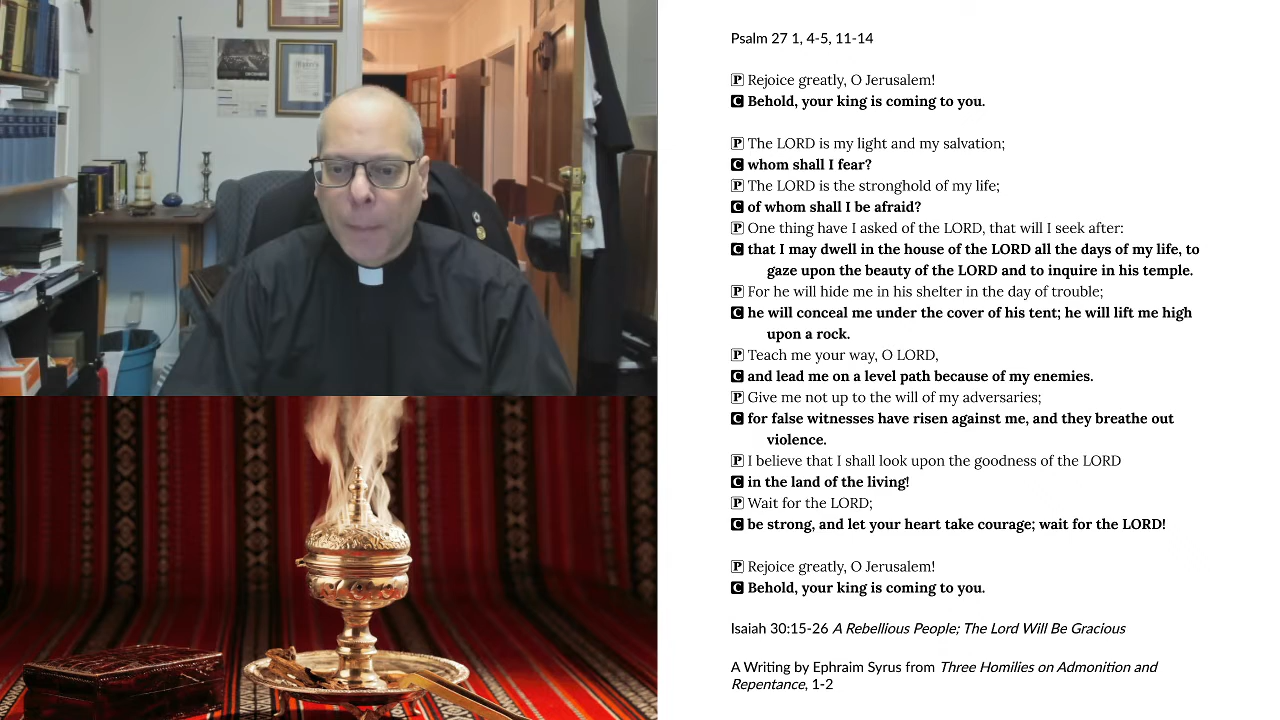 Psalm 27 1, 4-5, 11-14
P Rejoice greatly, O Jerusalem!
C Behold, your king is coming to you.
P The LORD is my light and my salvation;
C whom shall I fear?
P The LORD is the stronghold of my life;
C of whom shall I be afraid?
P One thing have I asked of the LORD, that will I seek after:
C that I may dwell in the house of the LORD all the days of my life, to
gaze upon the beauty of the LORD and to inquire in his temple.
P For he will hide me in his shelter in the day of trouble;
C he will conceal me under the cover of his tent; he will lift me high
upon a rock.
P Teach me your way, O LORD,
C and lead me on a level path because of my enemies.
P Give me not up to the will of my adversaries;
C for false witnesses have risen against me, and they breathe out
violence.
P I believe that I shall look upon the goodness of the LORD
C in the land of the living!
P Wait for the LORD;
C be strong, and let your heart take courage; wait for the LORD!
P Rejoice greatly, O Jerusalem!
C Behold, your king is coming to you.
Isaiah 30:15-26 A Rebellious People; The Lord Will Be Gracious
A Writing by Ephraim Syrus from Three Homilies on Admonition and
Repentance, 1-2